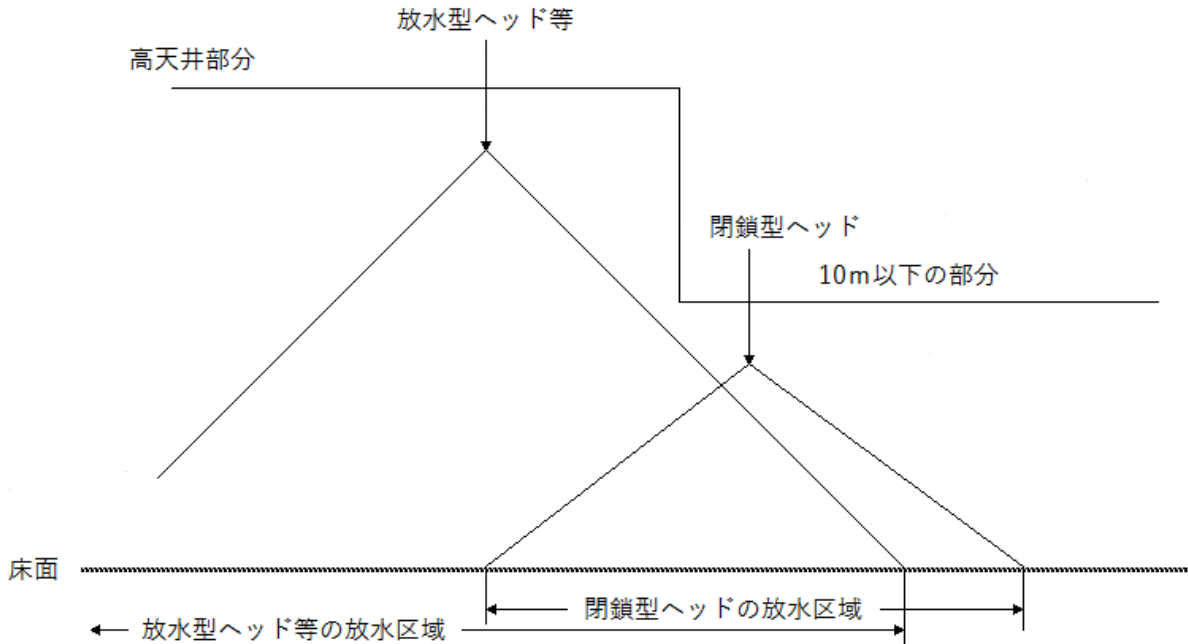 放水型ヘッド等
高天井部分
閉鎖型ヘッド
10m以下の部分
床面
閉鎖型ヘッドの放水区域
放水型ヘッド等の放水区域